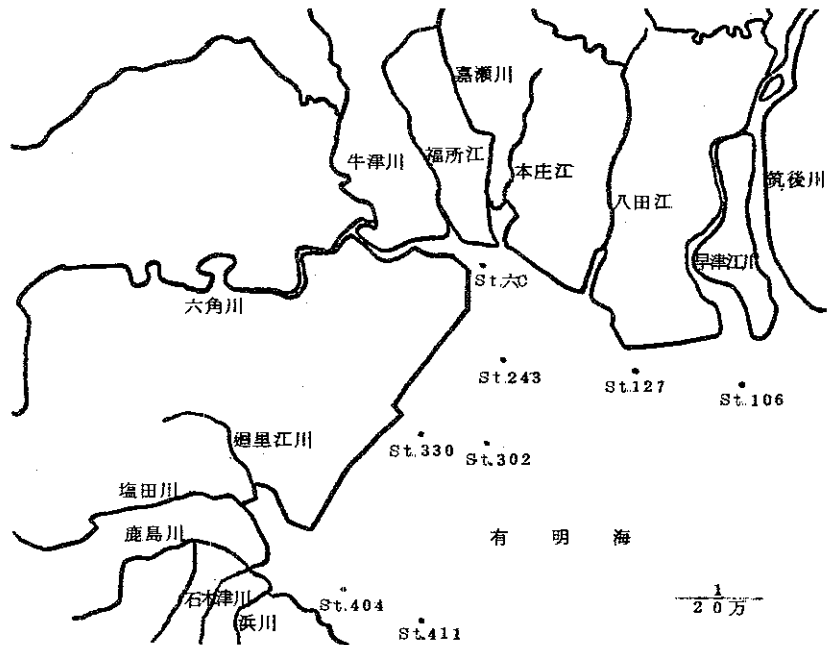 嘉瀬川
牛津川
福所江
本庄江
筑後川
八田江
早津江川
St.六C
六角川
St.243
St.127
St.106
廻里江川
St.330
St.302
塩田川
鹿島川
有明海
石木津川
St.404
浜川
St.411
1
20万